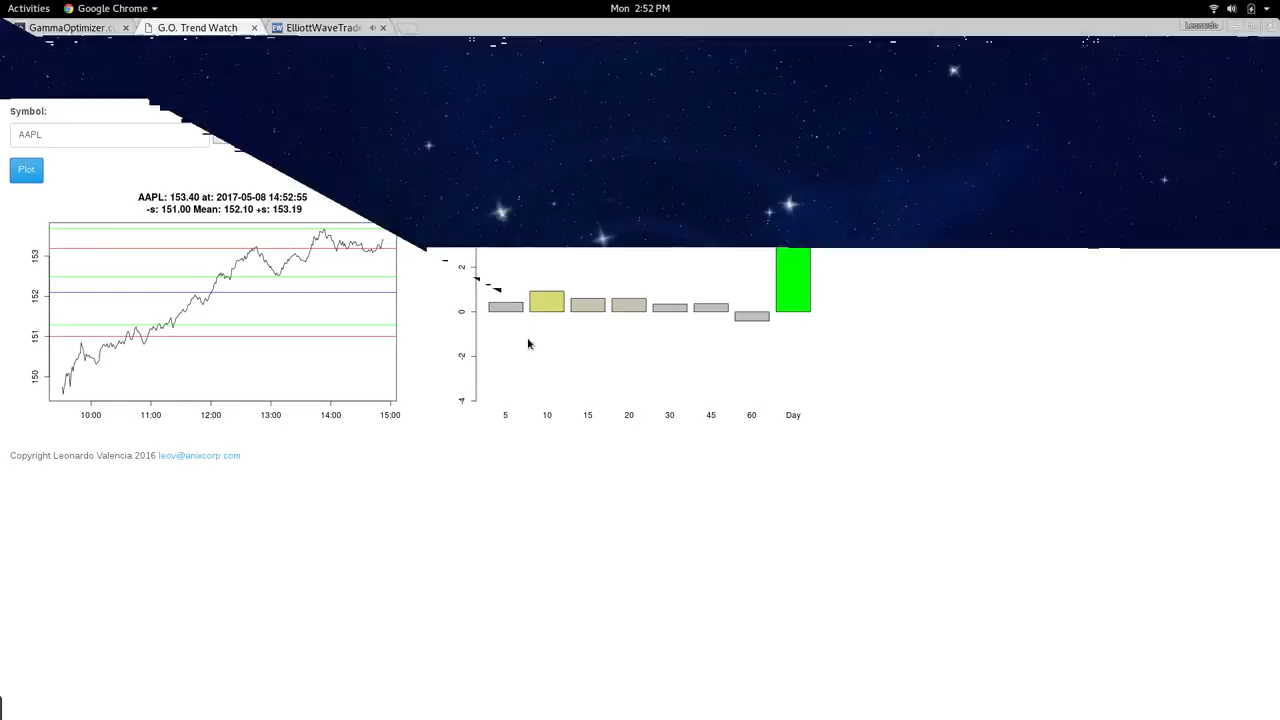 Activities Google Chrome Mon 2:52 PM
GammaOptimizer.c G.O. Trend Watch ElliottWaveTrad Leonardo
Symbol:
AAPL
Plot
AAPL: 153.40 at: 2017-05-08 14:52:55
-s: 151.00 Mean: 152.10 +s: 153.19
153
152
151
150
10:00 11:00 12:00 13:00 14:00 15:00
2
0
-2
-4
5 10 15 20 30 45 60 Day
Copyright Leonardo Valencia 2016 leov@anixcorp.com